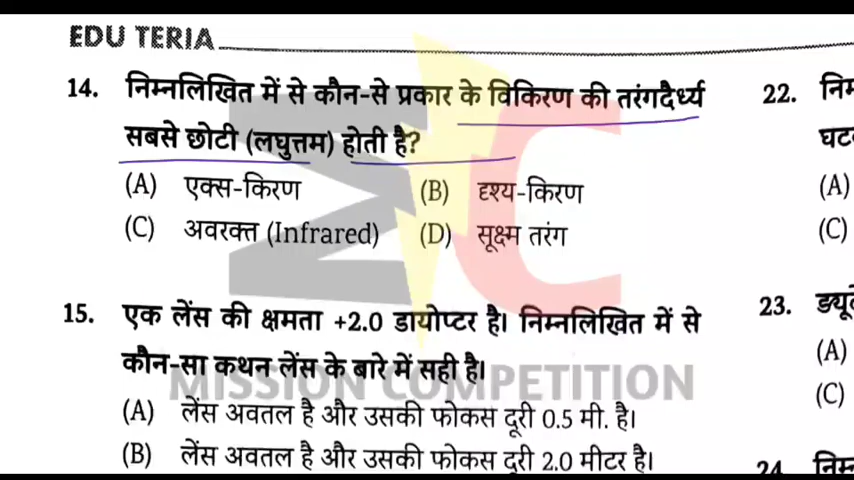 EDU TERIA
14. निम्नलिखित में से कौन-से प्रकार के विकिरण की तरंगदैर्ध्य
सबसे छोटी (लघुत्तम) होती है?
(A) एक्स-किरण (B) दृश्य-किरण
(C) अवरक्त (Infrared) (D) सूक्ष्म तरंग
15. एक लेंस की क्षमता +2.0 डायोप्टर है। निम्नलिखित में से
कौन-सा कथन लेंस के बारे में सही है।
(A) लेंस अवतल है और उसकी फोकस दूरी 0.5 मी. है।
(B) लेंस अवतल है और उसकी फोकस दूरी 2.0 मीटर है।
MISSION COMPETITION
22.
(A)
(C)
23.
(A)
(C)
24.